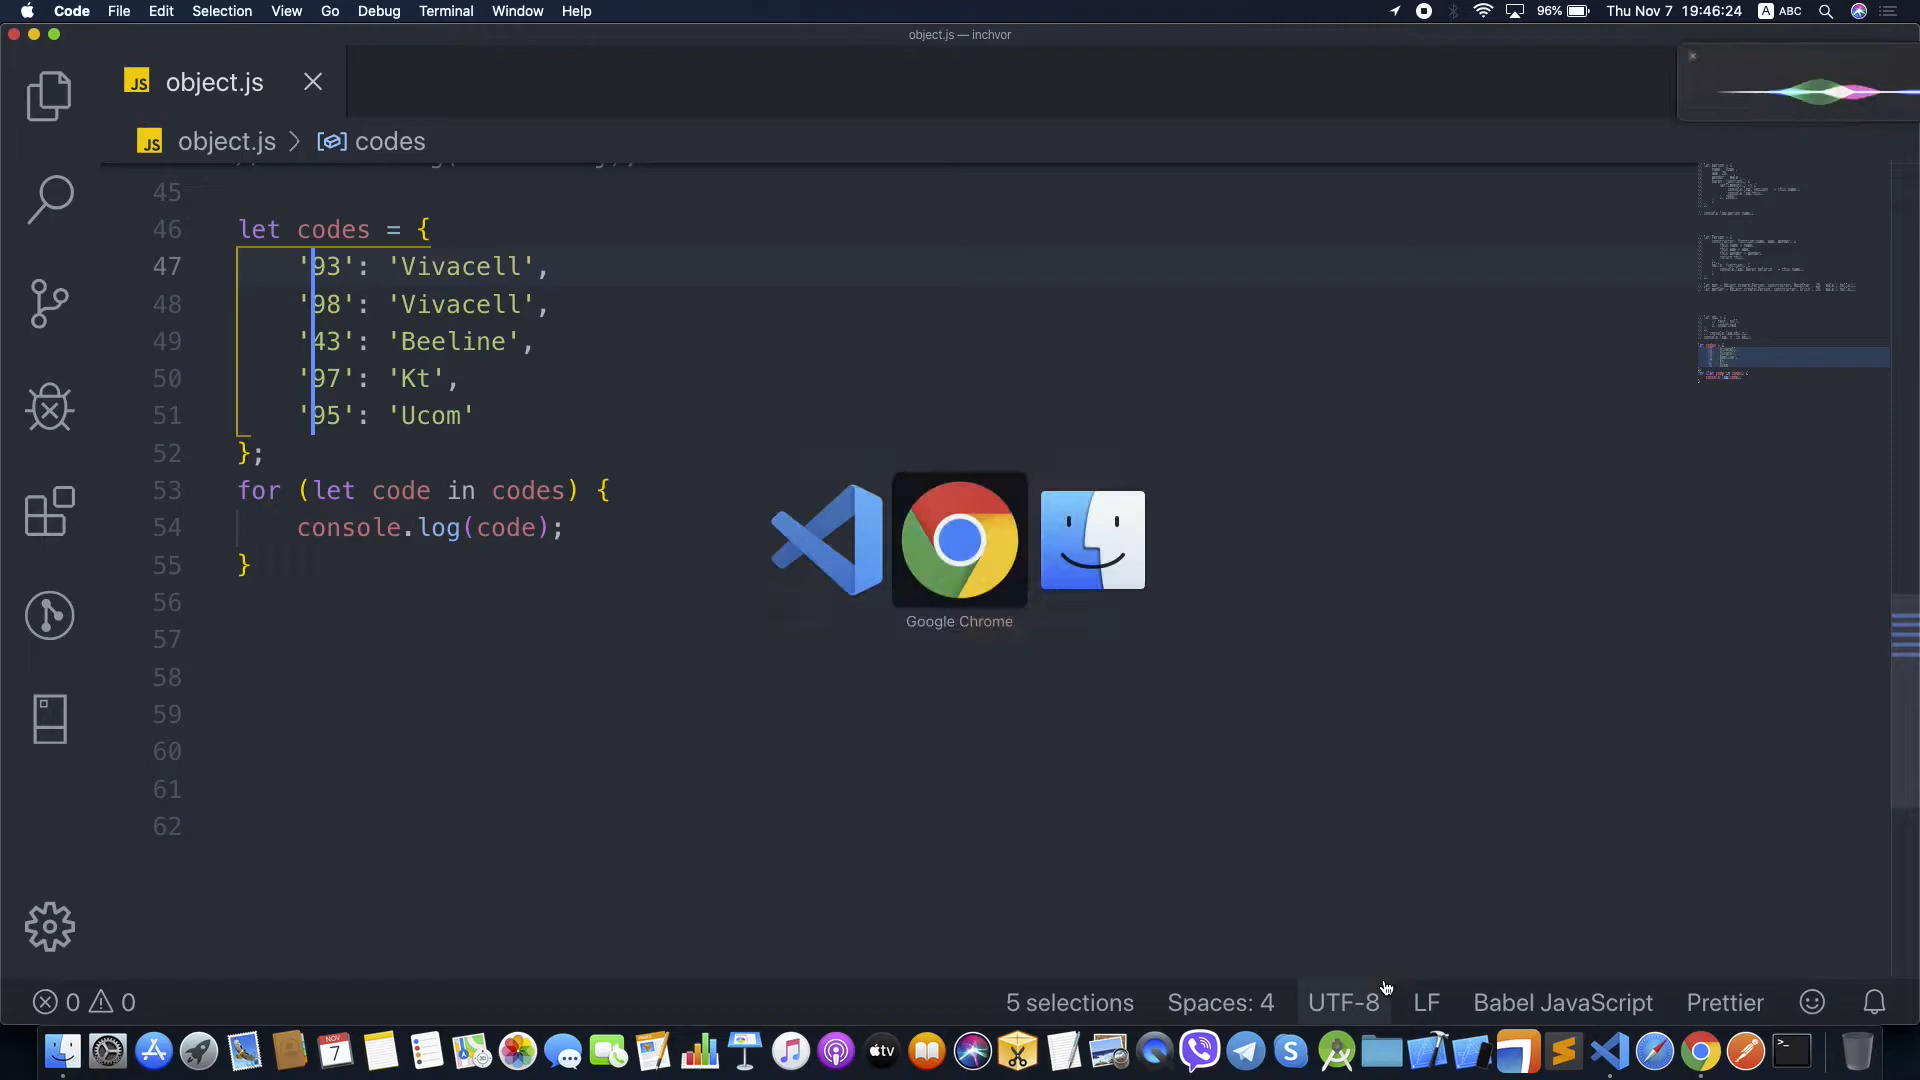 Code File Edit Selection View Go Debug Terminal Window Help 96% Thu Nov 7 19:46:24 A ABC
object.js — inchvor
JS object.js
JS object.js > codes
45
46 let codes = {
47 '93': 'Vivacell',
48 '98': 'Vivacell',
49 '43': 'Beeline',
50 '97': 'Kt',
51 '95': 'Ucom'
52 };
53 for (let code in codes) {
54 console.log(code);
55 }
56
57
58
59
60
61
62
Google Chrome
0 0 5 selections Spaces: 4 UTF-8 LF Babel JavaScript Prettier
NOV
7
tv